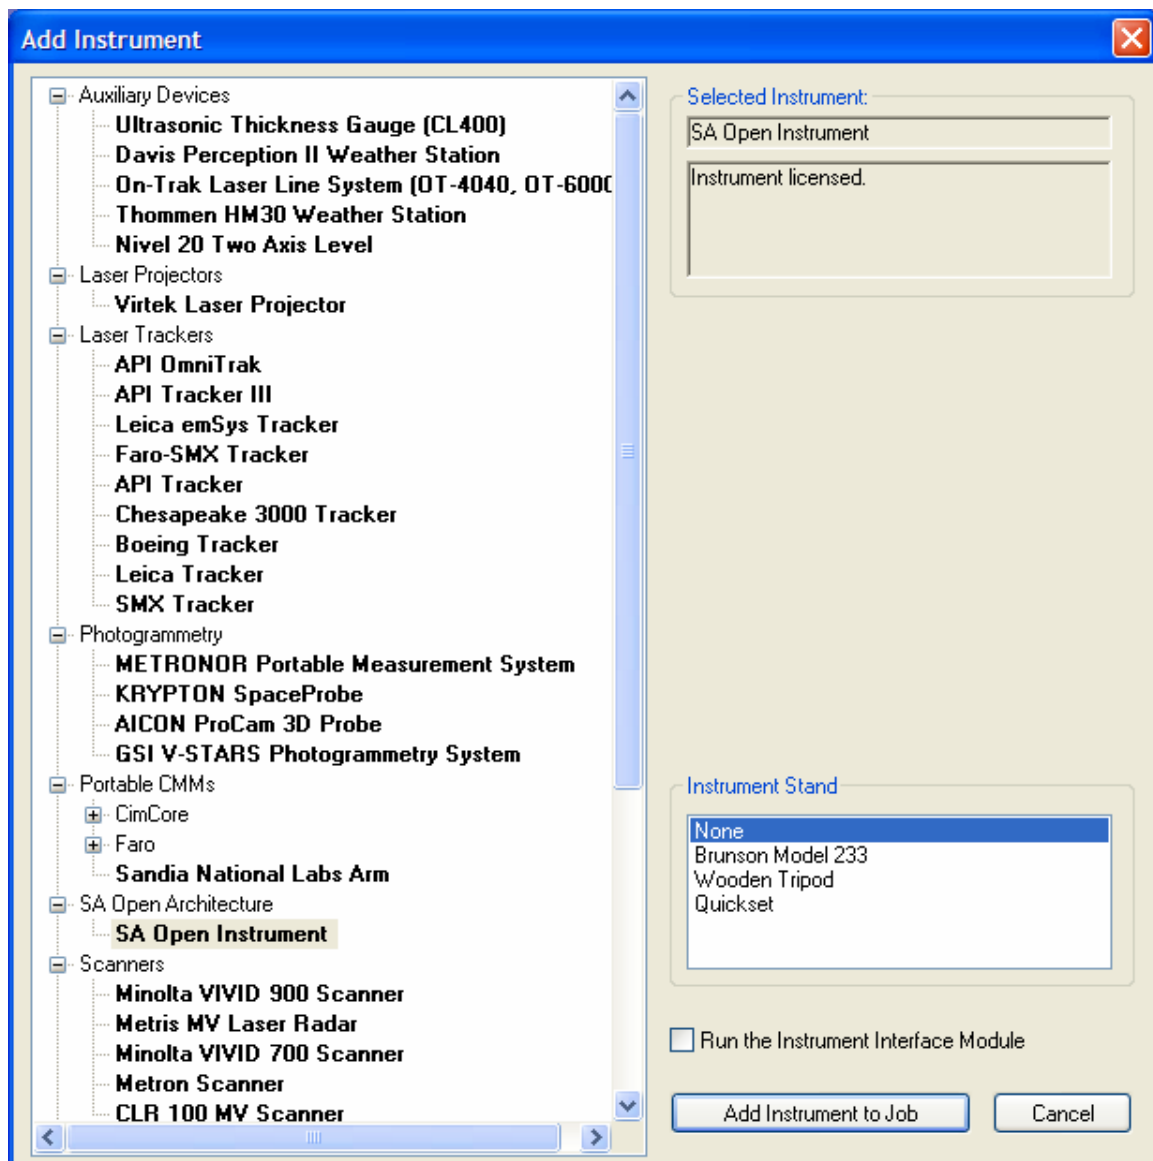 Add Instrument
Auxiliary Devices
Ultrasonic Thickness Gauge (CL400)
Davis Perception II Weather Station
On-Trak Laser Line System (OT-4040, OT-6000
Thommen HM30 Weather Station
Nivel 20 Two Axis Level
Laser Projectors
Virtek Laser Projector
Laser Trackers
API OmniTrak
API Tracker III
Leica emSys Tracker
Faro-SMX Tracker
API Tracker
Chesapeake 3000 Tracker
Boeing Tracker
Leica Tracker
SMX Tracker
Photogrammetry
METRONOR Portable Measurement System
KRYPTON SpaceProbe
AICON ProCam 3D Probe
GSI V-STARS Photogrammetry System
Portable CMMs
CimCore
Faro
Sandia National Labs Arm
SA Open Architecture
SA Open Instrument
Scanners
Minolta VIVID 900 Scanner
Metris MV Laser Radar
Minolta VIVID 700 Scanner
Metron Scanner
CLR 100 MV Scanner
Selected Instrument:
SA Open Instrument
Instrument licensed.
Instrument Stand
None
Brunson Model 233
Wooden Tripod
Quickset
Run the Instrument Interface Module
Add Instrument to Job
Cancel